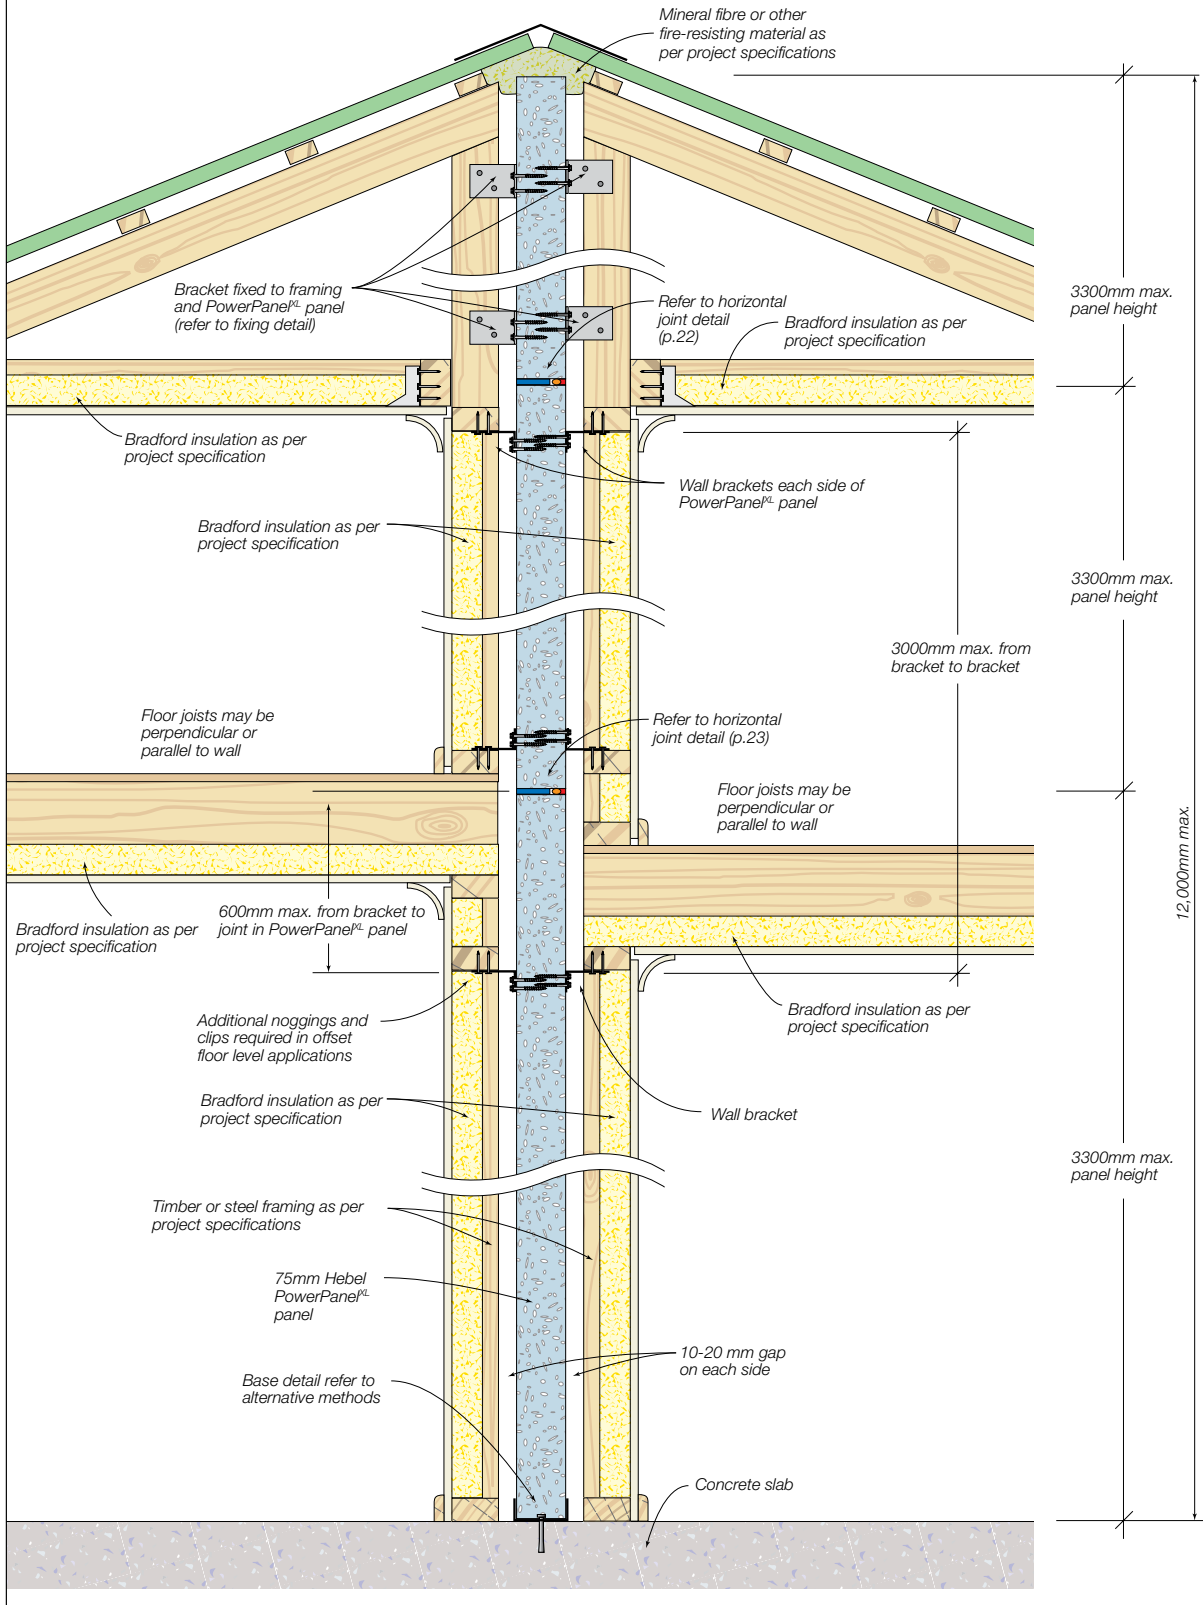 Mineral fibre or other
fire-resisting material as
per project specifications
Bracket fixed to framing
and PowerPanelXL panel
(refer to fixing detail)
Refer to horizontal
joint detail
(p.22)
Bradford insulation as per
project specification
3300mm max.
panel height
Bradford insulation as per
project specification
Wall brackets each side of
PowerPanelXL panel
Bradford insulation as per
project specification
3300mm max.
panel height
3000mm max. from
bracket to bracket
Floor joists may be
perpendicular or
parallel to wall
Refer to horizontal
joint detail (p.23)
Floor joists may be
perpendicular or
parallel to wall
12,000mm max.
600mm max. from bracket to
joint in PowerPanelXL panel
Bradford insulation as per
project specification
Additional noggings and
clips required in offset
floor level applications
Bradford insulation as per
project specification
Bradford insulation as per
project specification
Wall bracket
3300mm max.
panel height
Timber or steel framing as per
project specifications
75mm Hebel
PowerPanelXL
panel
10-20 mm gap
on each side
Base detail refer to
alternative methods
Concrete slab